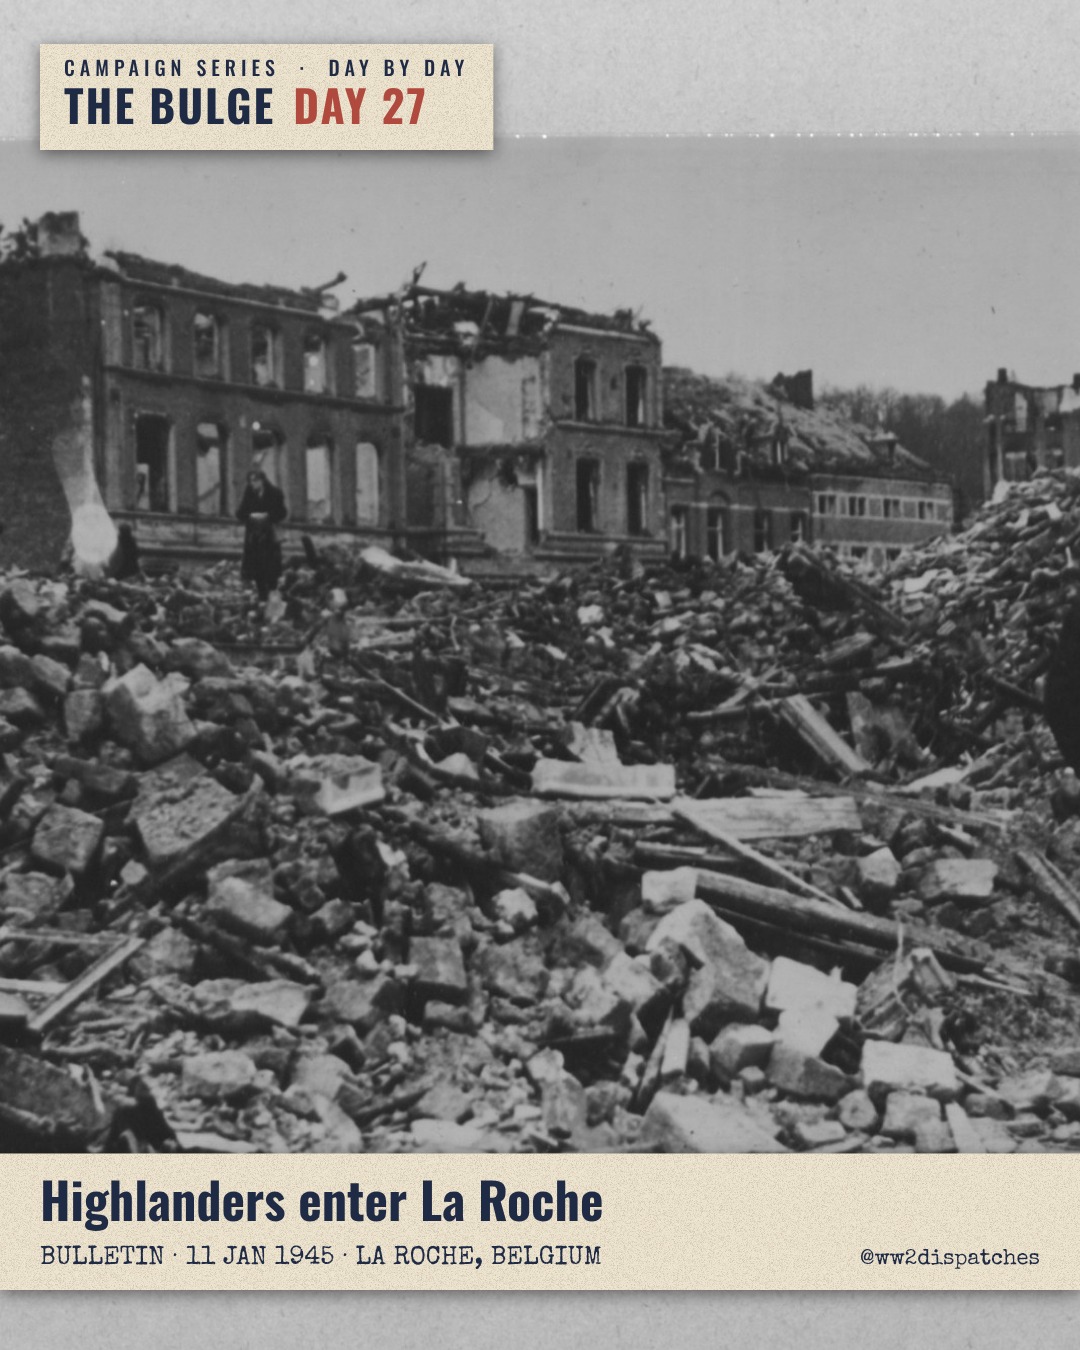 CAMPAIGN SERIES · DAY BY DAY
THE BULGE DAY 27
Highlanders enter La Roche
BULLETIN · 11 JAN 1945 · LA ROCHE, BELGIUM
@ww2dispatches